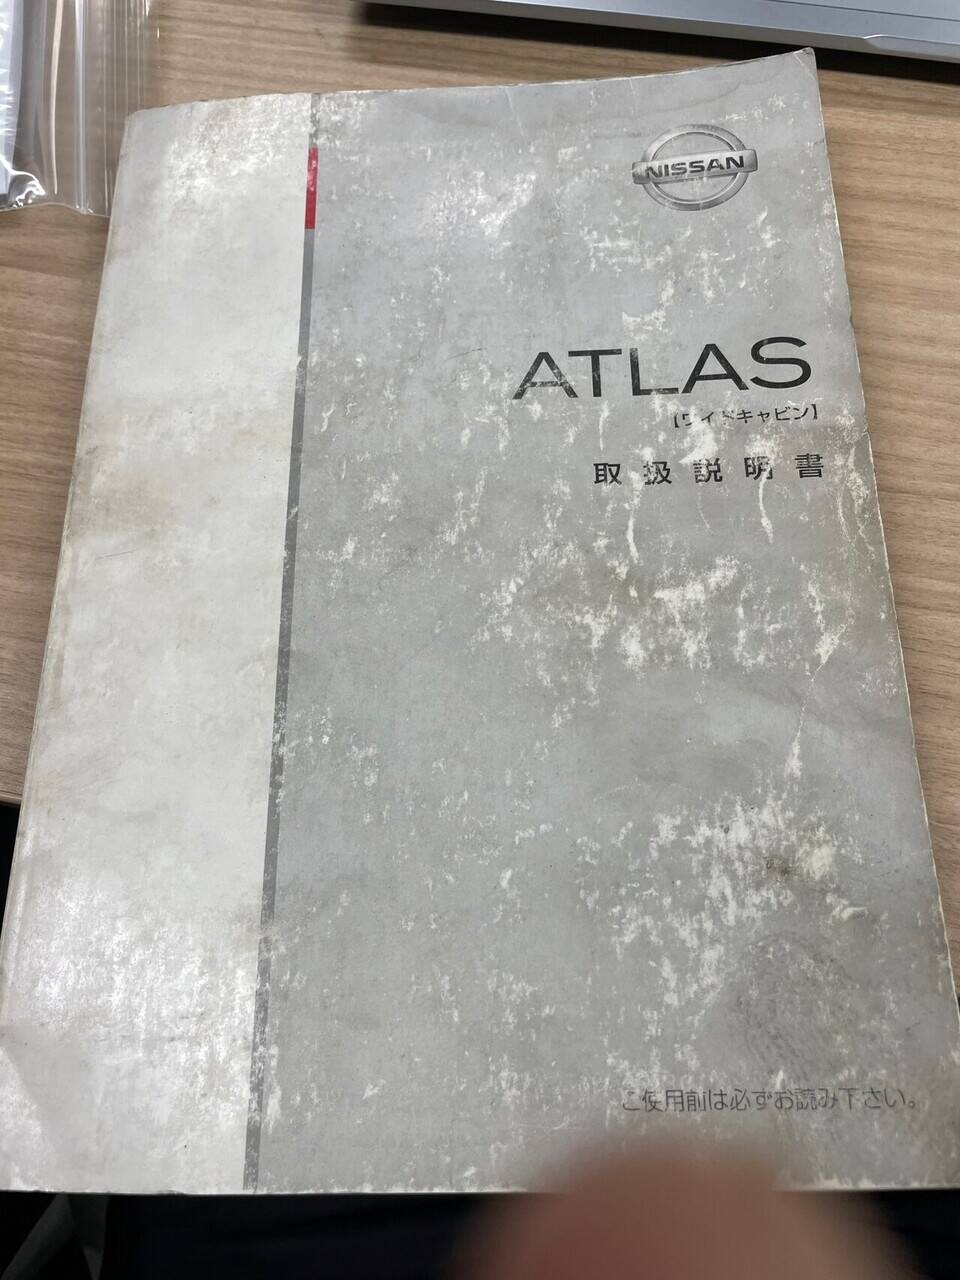 NISSAN
ATLAS
【ワイドキャビン】
取扱説明書
ご使用前は必ずお読み下さい。